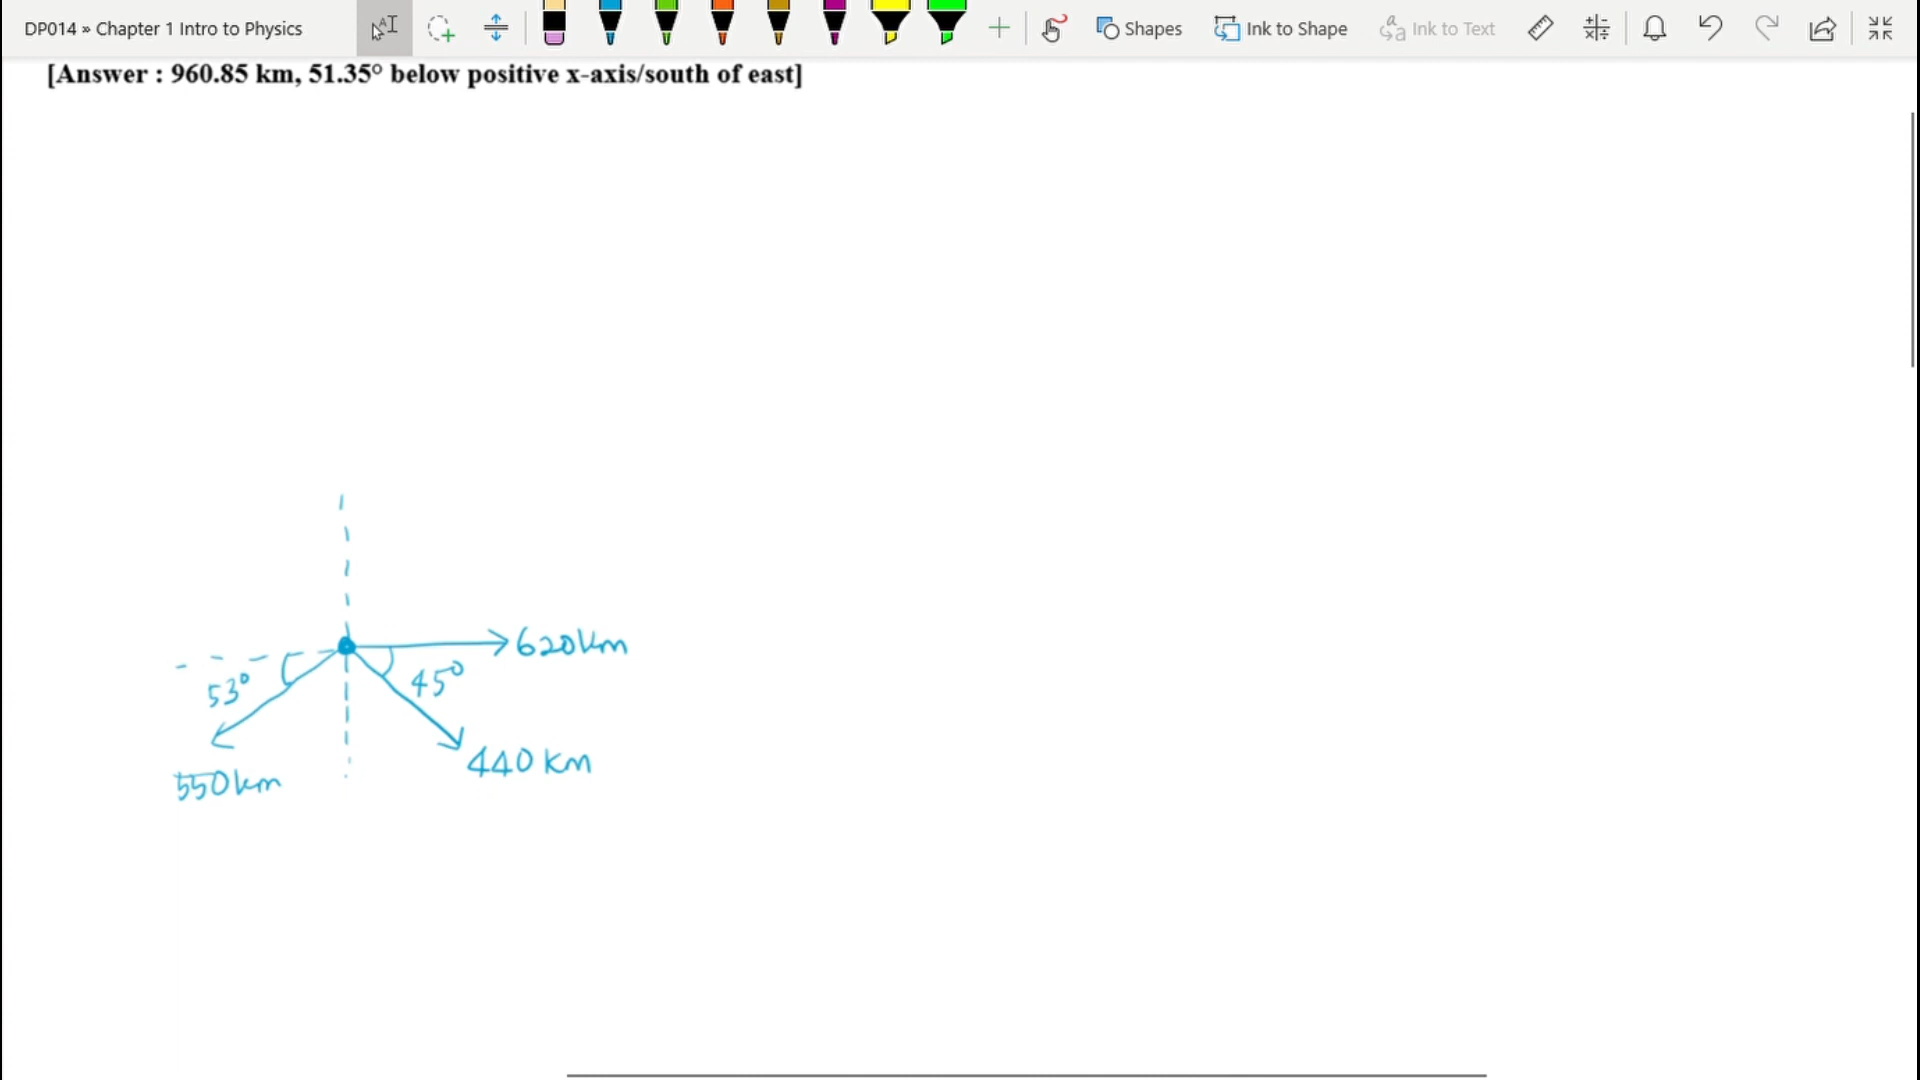 DP014 » Chapter 1 Intro to Physics
Shapes
Ink to Shape
Ink to Text
[Answer : 960.85 km, 51.35° below positive x-axis/south of east]
620km
45°
53°
440 km
550km